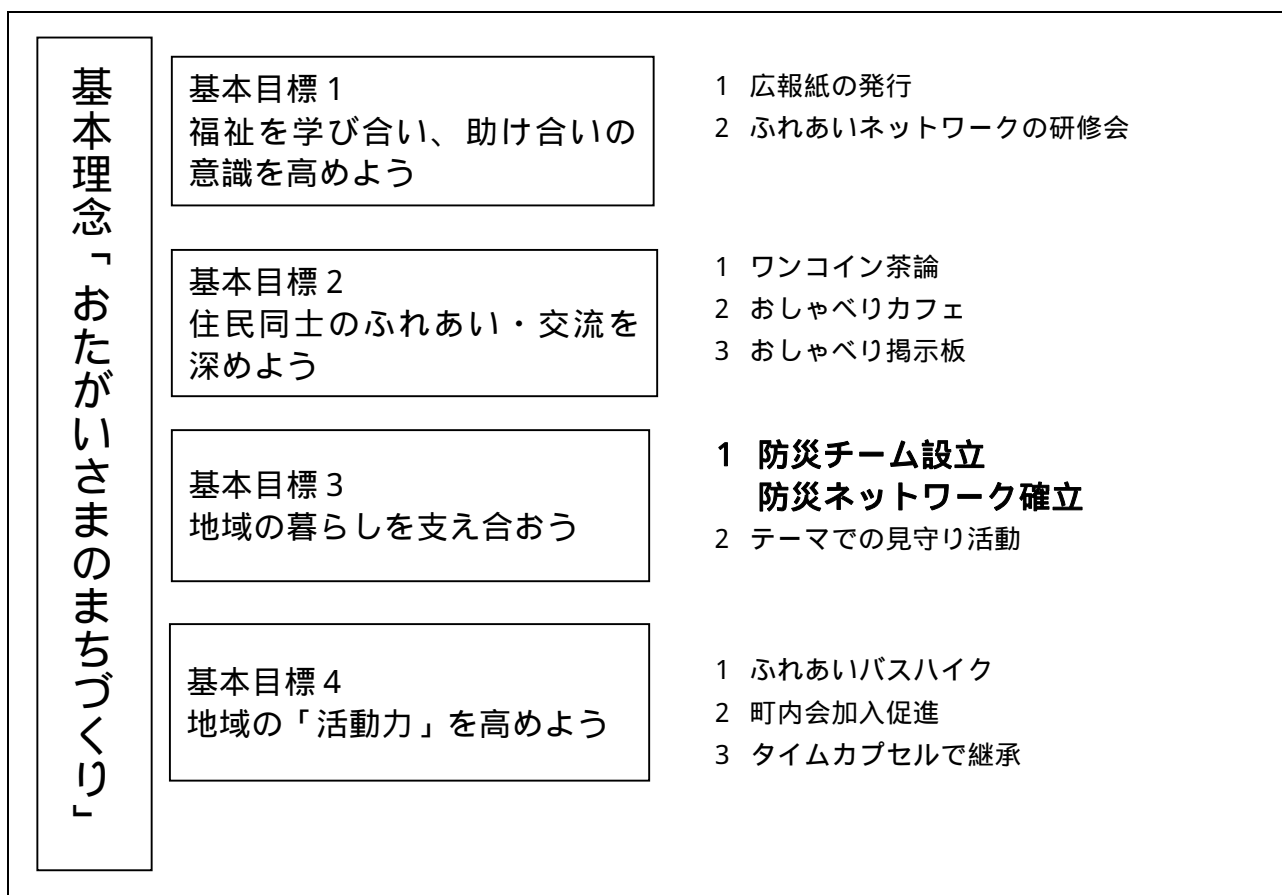 基本理念「おたがいさまのまちづくり」
基本目標１
福祉を学び合い、助け合いの
意識を高めよう
1 広報紙の発行
2 ふれあいネットワークの研修会
基本目標２
住民同士のふれあい・交流を
深めよう
1 ワンコイン茶論
2 おしゃべりカフェ
3 おしゃべり掲示板
基本目標３
地域の暮らしを支え合おう
1 防災チーム設立
防災ネットワーク確立
2 テーマでの見守り活動
基本目標４
地域の「活動力」を高めよう
1 ふれあいバスハイク
2 町内会加入促進
3 タイムカプセルで継承